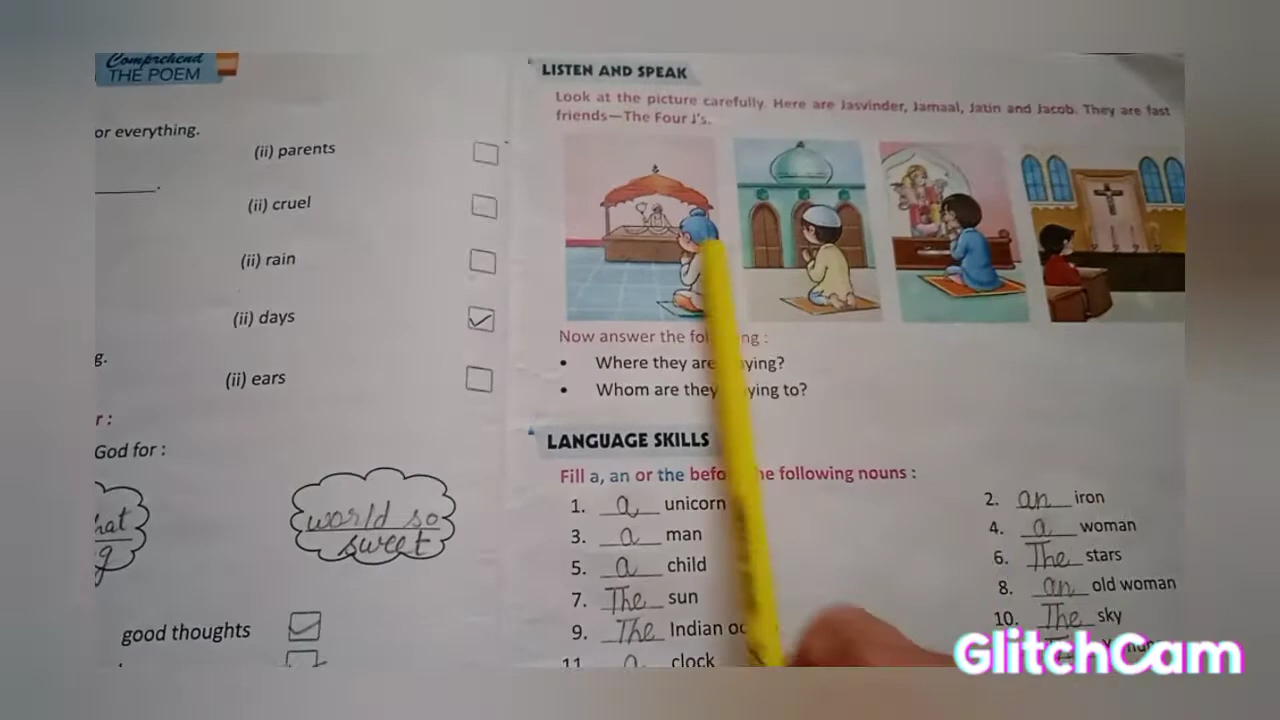 Comprehend
THE POEM
or everything.
(ii) parents
(ii) cruel
(ii) rain
(ii) days
g.
(ii) ears
r :
God for :
hat
g
world so
sweet
good thoughts
LISTEN AND SPEAK
Look at the picture carefully. Here are Jasvinder, Jamaal, Jatin and Jacob. They are fast
friends—The Four J's.
Now answer the fol ng :
• Where they are ying?
• Whom are they ying to?
LANGUAGE SKILLS
Fill a, an or the befo he following nouns :
1. a unicorn
2. an iron
3. a man
4. a woman
5. a child
6. The stars
7. The sun
8. an old woman
9. The Indian oc
10. The sky
11. a clock
GlitchCam